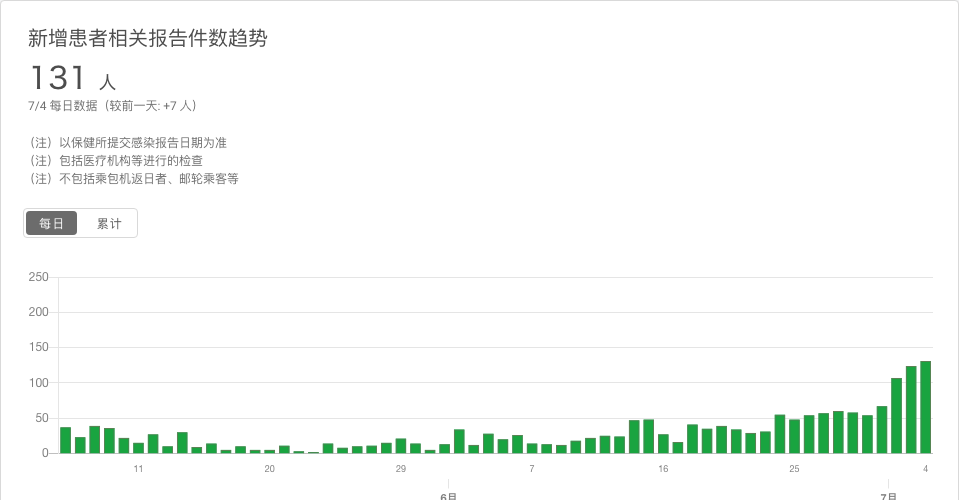 新增患者相关报告件数趋势
131 人
7/4 每日数据（较前一天: +7 人）
（注）以保健所提交感染报告日期为准
（注）包括医疗机构等进行的检查
（注）不包括乘包机返日者、邮轮乘客等
每日 累计
250
200
150
100
50
0
11 20 29 7 16 25 4
6月 7月